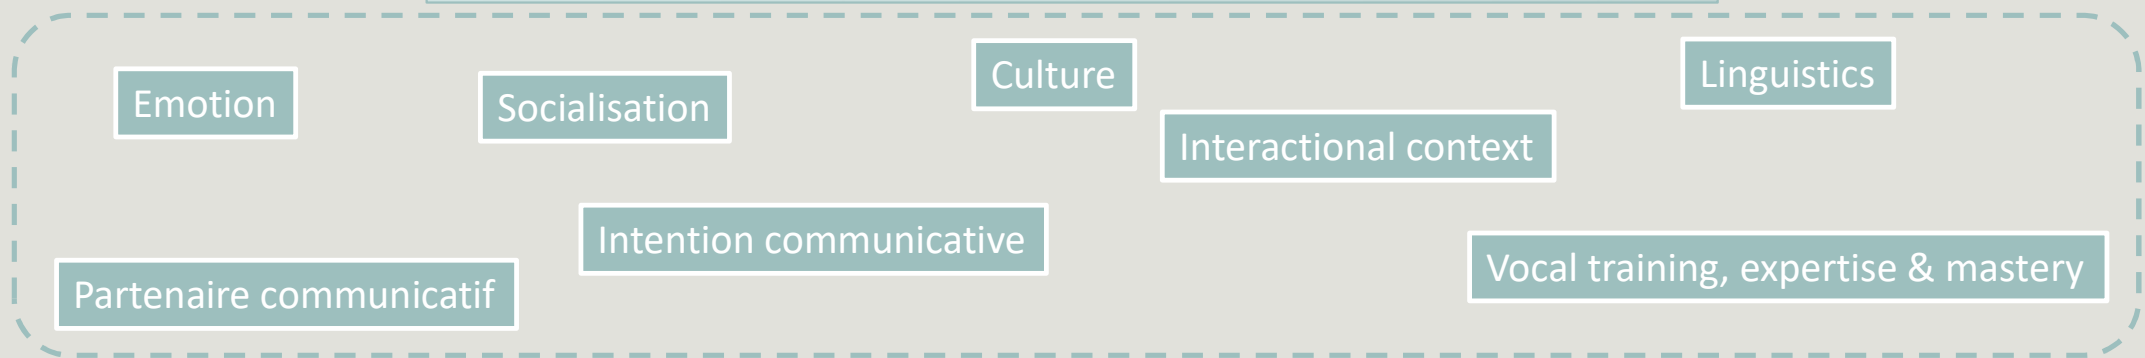 Emotion
Socialisation
Culture
Linguistics
Interactional context
Intention communicative
Partenaire communicatif
Vocal training, expertise & mastery